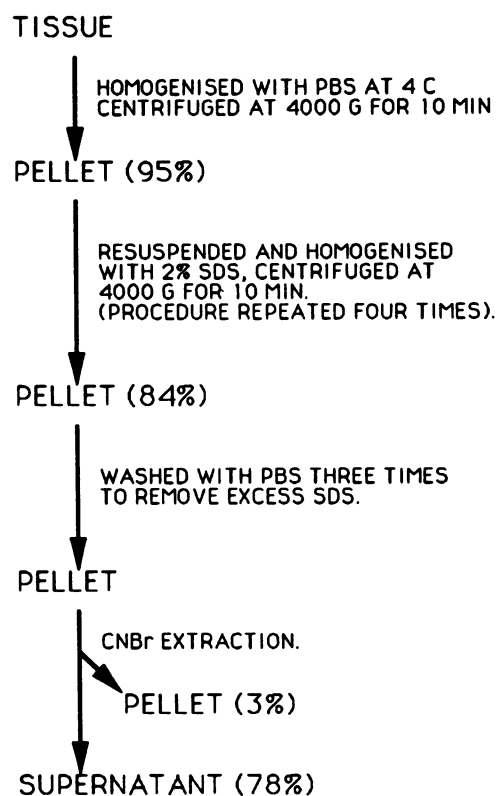 TISSUE
HOMOGENISED WITH PBS AT 4 C
CENTRIFUGED AT 4000 G FOR 10 MIN
PELLET (95%)
RESUSPENDED AND HOMOGENISED
WITH 2% SDS, CENTRIFUGED AT
4000 G FOR 10 MIN.
(PROCEDURE REPEATED FOUR TIMES).
PELLET (84%)
WASHED WITH PBS THREE TIMES
TO REMOVE EXCESS SDS.
PELLET
CNBr EXTRACTION.
PELLET (3%)
SUPERNATANT (78%)